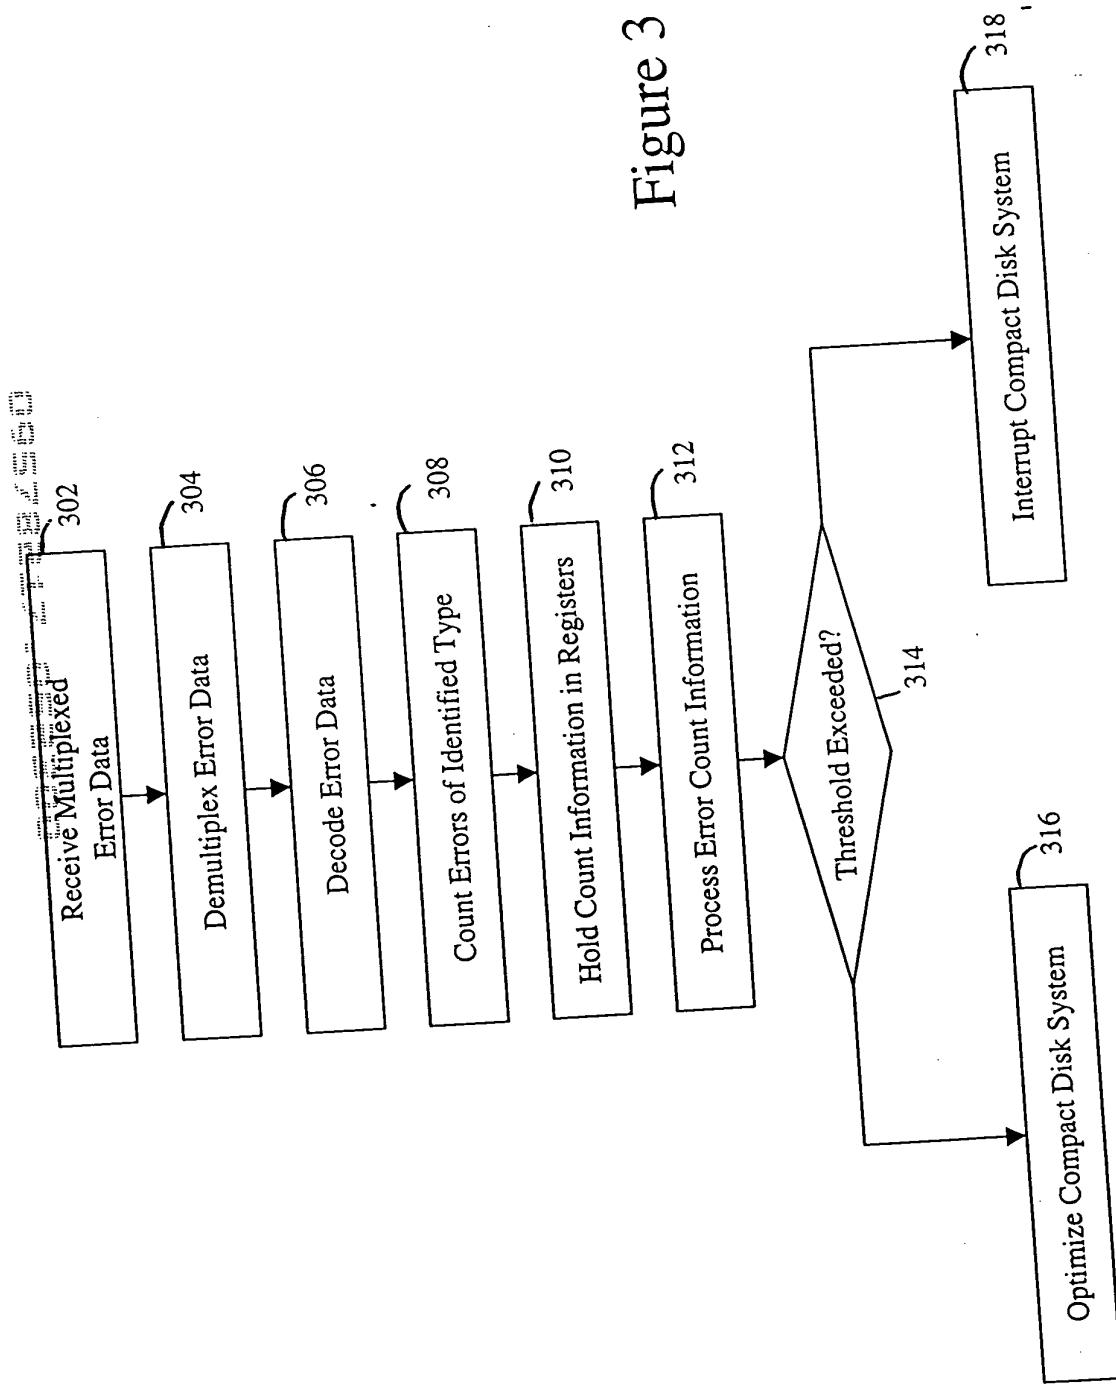 Receive Multiplexed
Error Data
302
Demultiplex Error Data
304
Decode Error Data
306
Count Errors of Identified Type
308
Hold Count Information in Registers
310
Process Error Count Information
312
Threshold Exceeded?
314
Optimize Compact Disk System
316
Interrupt Compact Disk System
318
Figure 3